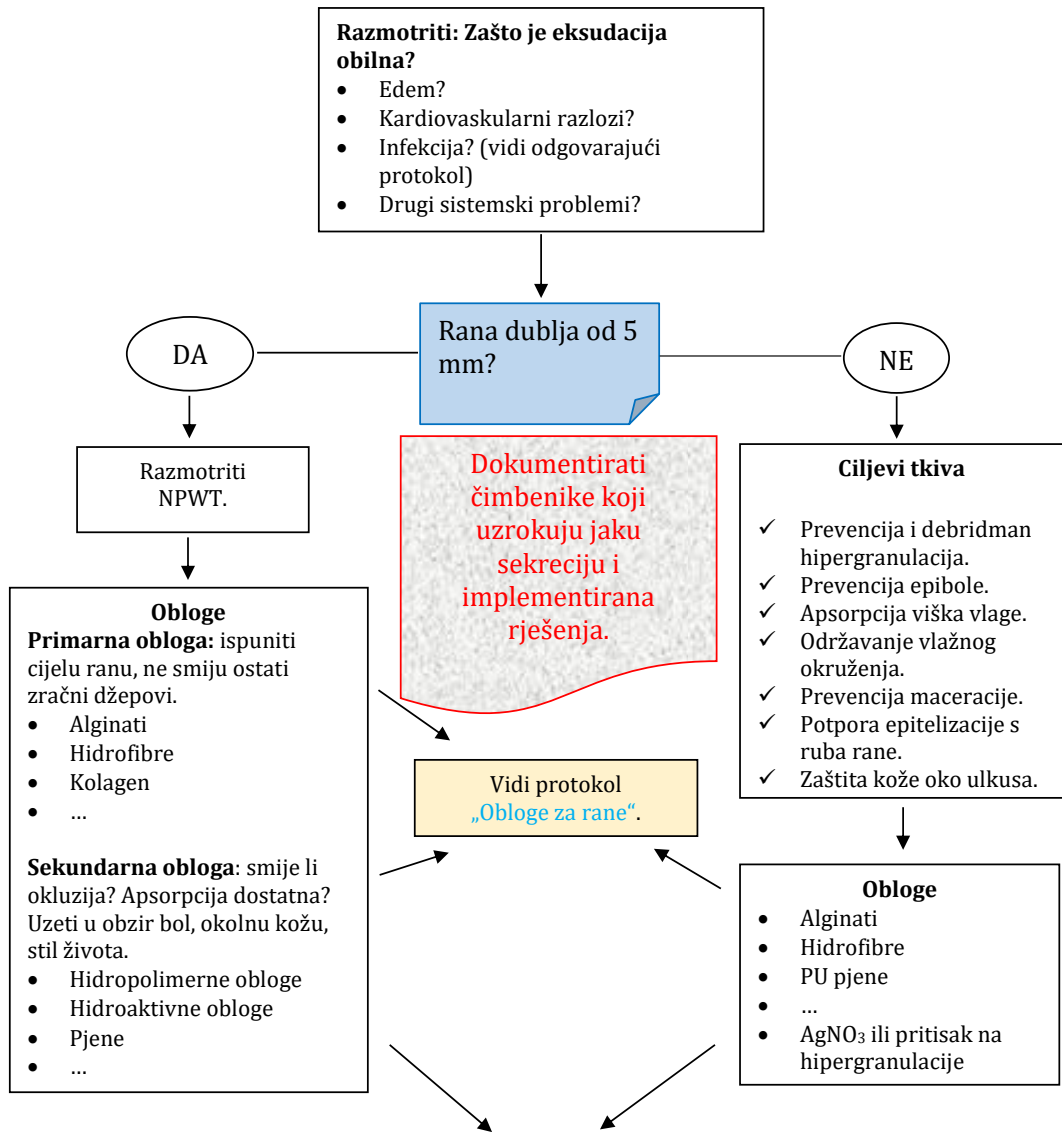 Razmotriti: Zašto je eksudacija
obilna?
• Edem?
• Kardiovaskularni razlozi?
• Infekcija? (vidi odgovarajući
protokol)
• Drugi sistemski problemi?
DA
Rana dublja od 5
mm?
NE
Razmotriti
NPWT.
Dokumentirati
čimbenike koji
uzrokuju jaku
sekreciju i
implementirana
rješenja.
Ciljevi tkiva
✓ Prevencija i debridman
hipergranulacija.
✓ Prevencija epibole.
✓ Apsorpcija viška vlage.
✓ Održavanje vlažnog
okruženja.
✓ Prevencija maceracije.
✓ Potpora epitelizacije s
ruba rane.
✓ Zaštita kože oko ulkusa.
Obloge
Primarna obloga: ispuniti
cijelu ranu, ne smiju ostati
zračni džepovi.
• Alginati
• Hidrofibre
• Kolagen
• …
Sekundarna obloga: smije li
okluzija? Apsorpcija dostatna?
Uzeti u obzir bol, okolnu kožu,
stil života.
• Hidropolimerne obloge
• Hidroaktivne obloge
• Pjene
• …
Vidi protokol
„Obloge za rane“.
Obloge
• Alginati
• Hidrofibre
• PU pjene
• …
• AgNO₃ ili pritisak na
hipergranulacije